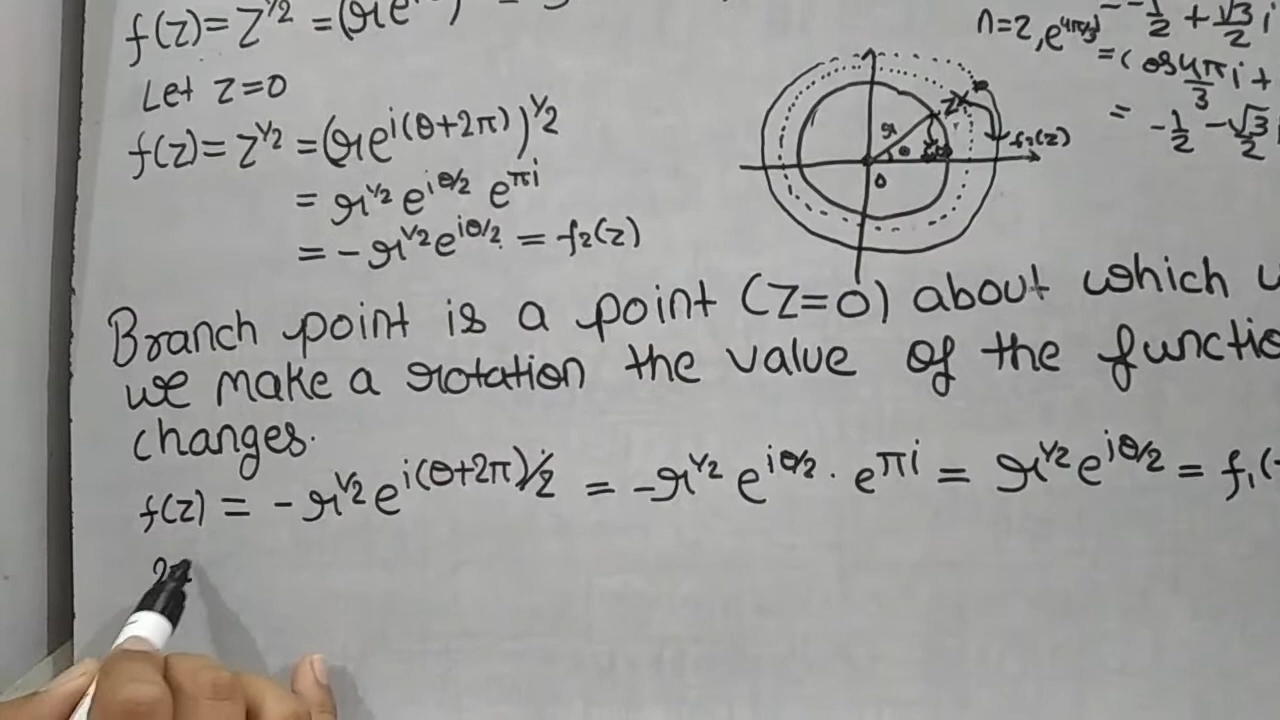 f(z) = z^1/2 = (re
Let z=0
f(z) = z^1/2 = (re^i(θ+2π))^1/2
= r^1/2 e^iθ/2 e^πi
= -r^1/2 e^iθ/2 = f2(z)
n=2, e^4πi/3 - -1/2 + √3/2 i
= (cos 4π/3 i +
= -1/2 - √3/2
r
θ
z
0
f2(z)
Branch point is a point (z=0) about which
we make a rotation the value of the functio
changes.
f(z) = -r^1/2 e^i(θ+2π)/2 = -r^1/2 e^iθ/2 . e^πi = r^1/2 e^iθ/2 = f1(